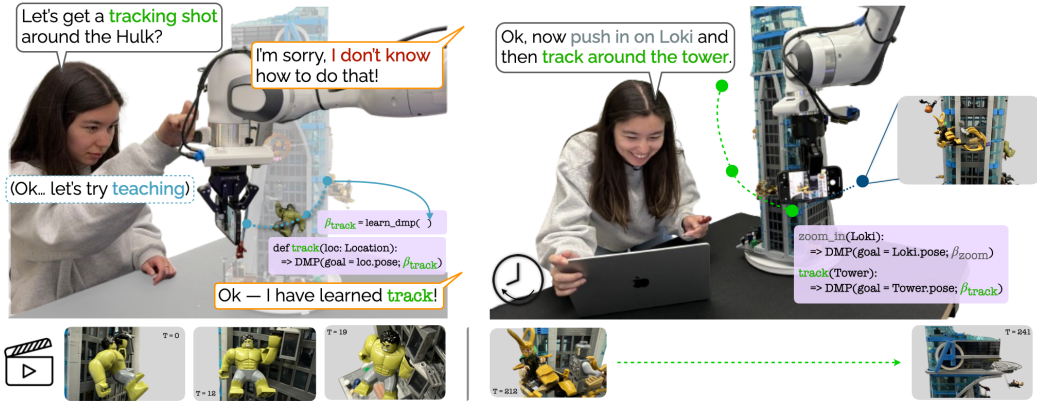 Let's get a tracking shot
around the Hulk?
I'm sorry, I don't know
how to do that!
(Ok... let's try teaching)
βtrack = learn_dmp( )
def track(loc: Location):
=> DMP(goal = loc.pose; βtrack)
Ok — I have learned track!
T = 0
T = 12
T = 19
Ok, now push in on Loki and
then track around the tower.
zoom_in(Loki):
=> DMP(goal = Loki.pose; βzoom)
track(Tower):
=> DMP(goal = Tower.pose; βtrack)
T = 212
T = 241